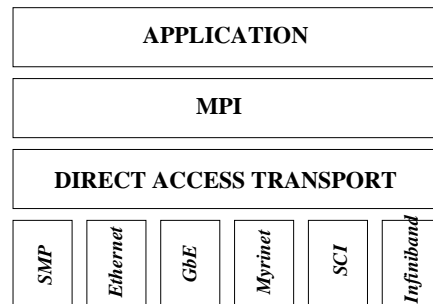 APPLICATION
MPI
DIRECT ACCESS TRANSPORT
SMP
Ethernet
GbE
Myrinet
SCI
Infiniband